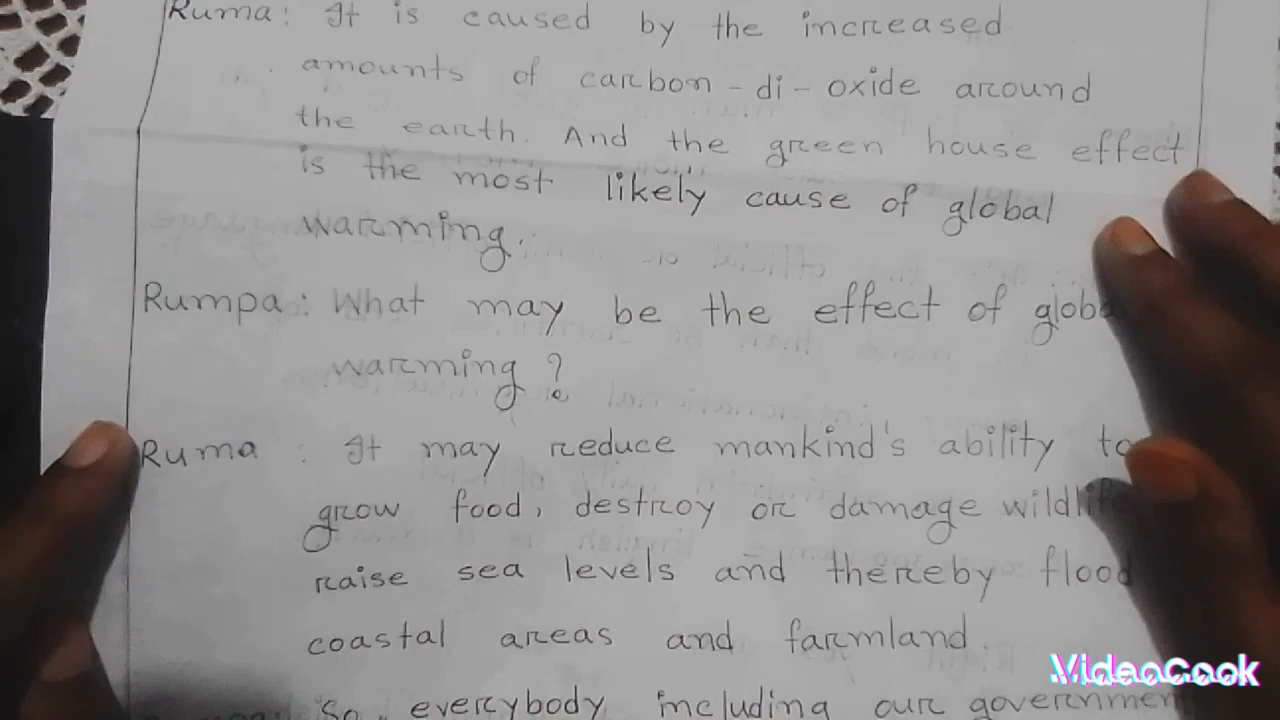 Ruma: It is caused by the increased
amounts of carbon-di-oxide around
the earth. And the green house effect
is the most likely cause of global
warming.
Rumpa: What may be the effect of globa
warming?
Ruma: It may reduce mankind's ability to
grow food, destroy or damage wildlife
raise sea levels and thereby flood
coastal areas and farmland.
So, everybody including our government
VideoCook